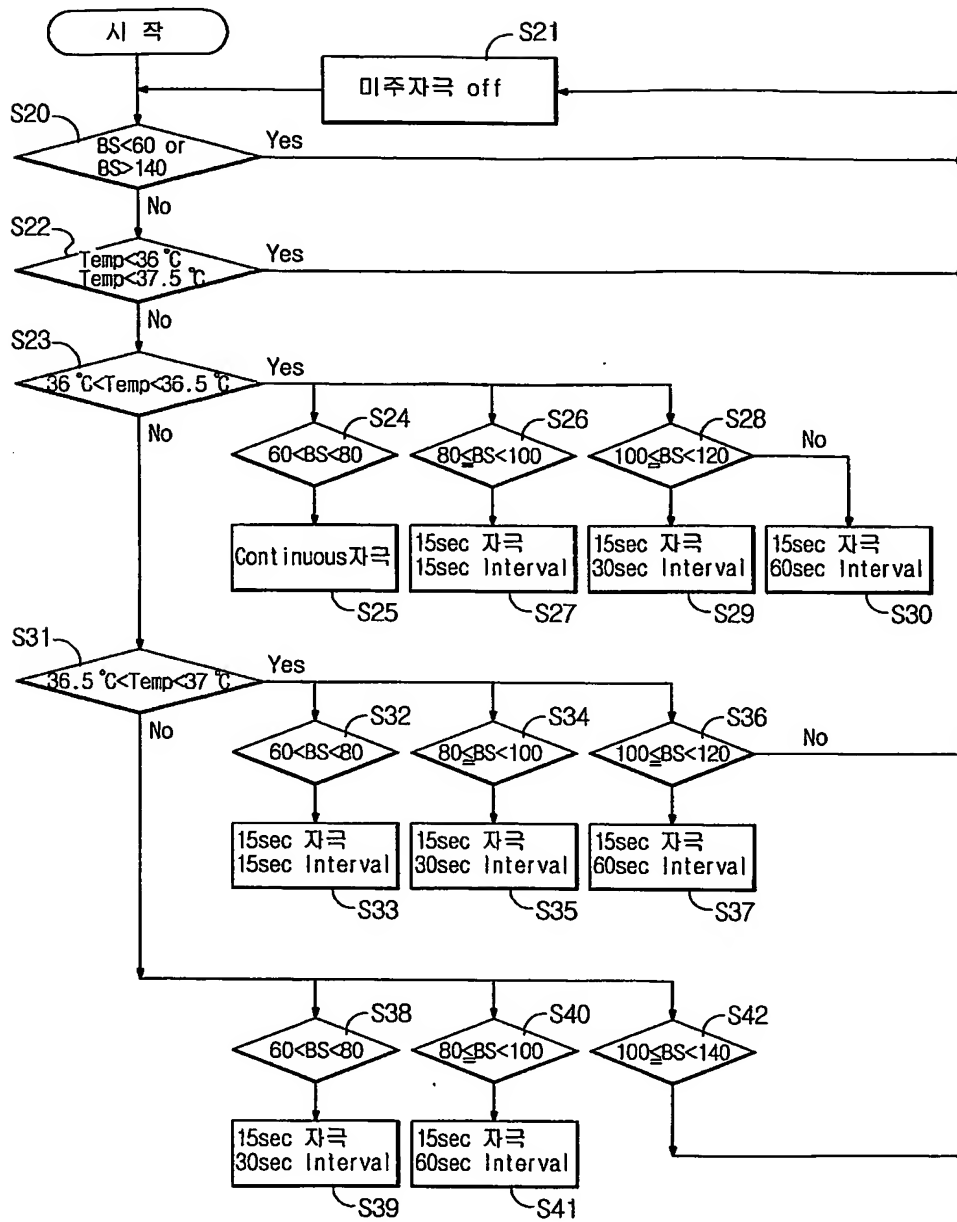 시 작
S21
미주자극 off
S20
BS<60 or
BS>140
Yes
No
S22
Temp<36℃
Temp<37.5℃
Yes
No
S23
36℃<Temp<36.5℃
Yes
No
S24
60<BS<80
S26
80≤BS<100
S28
100≤BS<120
No
Continuous자극
S25
15sec 자극
15sec Interval
S27
15sec 자극
30sec Interval
S29
15sec 자극
60sec Interval
S30
S31
36.5℃<Temp<37℃
Yes
No
S32
60<BS<80
S34
80≤BS<100
S36
100≤BS<120
No
15sec 자극
15sec Interval
S33
15sec 자극
30sec Interval
S35
15sec 자극
60sec Interval
S37
S38
60<BS<80
S40
80≤BS<100
S42
100≤BS<140
15sec 자극
30sec Interval
S39
15sec 자극
60sec Interval
S41